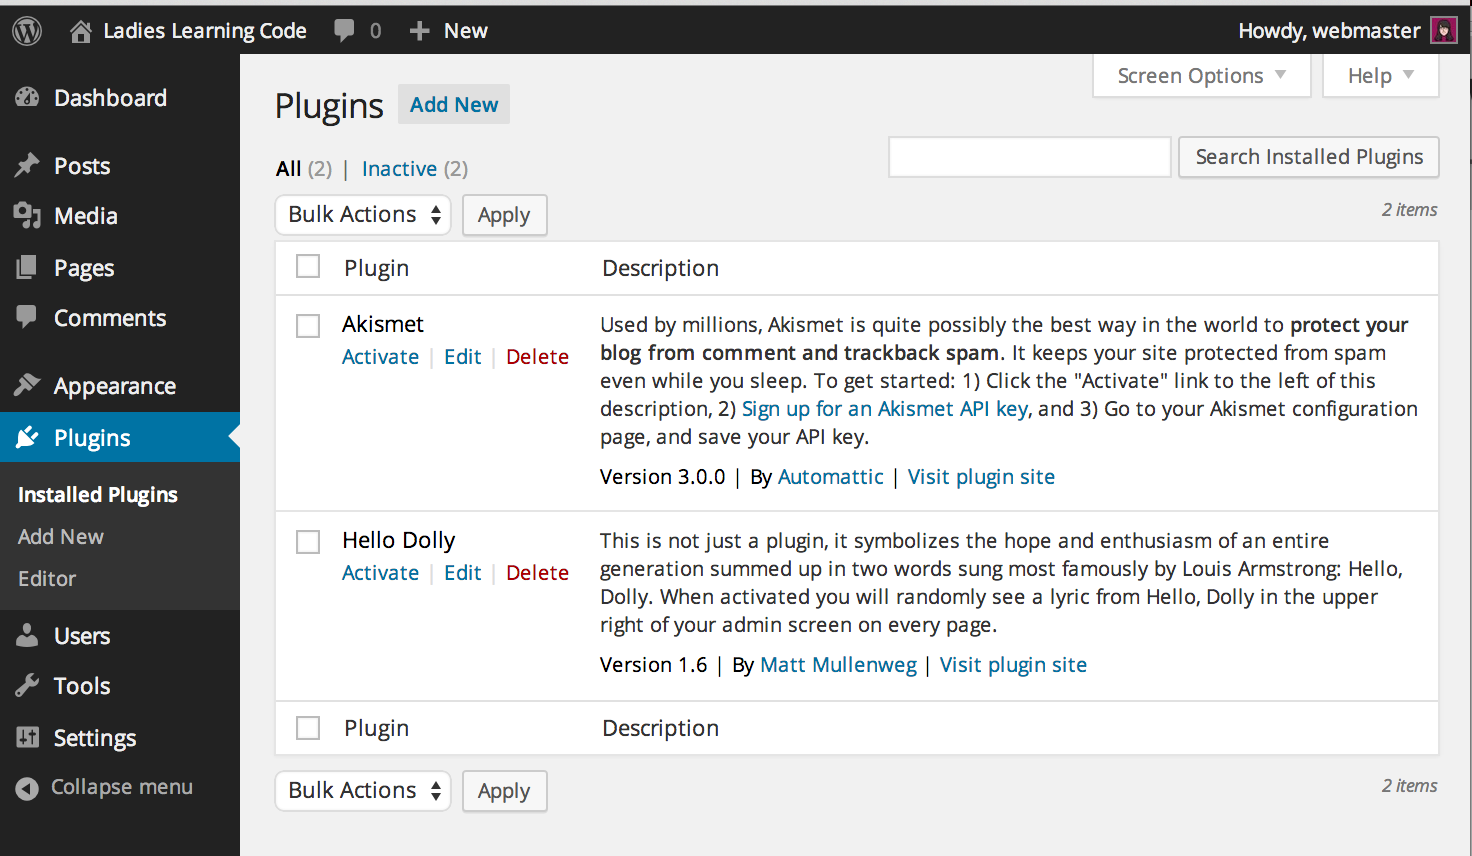 Ladies Learning Code 0 New Howdy, webmaster
Dashboard
Posts
Media
Pages
Comments
Appearance
Plugins
Installed Plugins
Add New
Editor
Users
Tools
Settings
Collapse menu
Screen Options Help
Plugins Add New
All (2) | Inactive (2)
Search Installed Plugins
Bulk Actions Apply
2 items
Plugin Description
Akismet
Activate | Edit | Delete
Used by millions, Akismet is quite possibly the best way in the world to protect your
blog from comment and trackback spam. It keeps your site protected from spam
even while you sleep. To get started: 1) Click the "Activate" link to the left of this
description, 2) Sign up for an Akismet API key, and 3) Go to your Akismet configuration
page, and save your API key.
Version 3.0.0 | By Automattic | Visit plugin site
Hello Dolly
Activate | Edit | Delete
This is not just a plugin, it symbolizes the hope and enthusiasm of an entire
generation summed up in two words sung most famously by Louis Armstrong: Hello,
Dolly. When activated you will randomly see a lyric from Hello, Dolly in the upper
right of your admin screen on every page.
Version 1.6 | By Matt Mullenweg | Visit plugin site
Plugin Description
Bulk Actions Apply
2 items